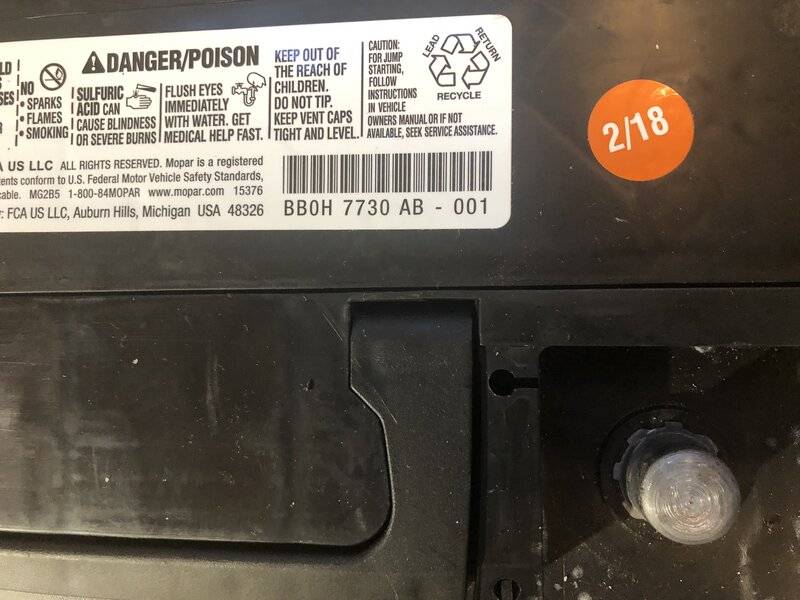 DANGER/POISON
NO
• SPARKS
• FLAMES
• SMOKING
SULFURIC
ACID CAN
CAUSE BLINDNESS
OR SEVERE BURNS
FLUSH EYES
IMMEDIATELY
WITH WATER. GET
MEDICAL HELP FAST.
KEEP OUT OF
THE REACH OF
CHILDREN.
DO NOT TIP.
KEEP VENT CAPS
TIGHT AND LEVEL.
CAUTION:
FOR JUMP
STARTING,
FOLLOW
INSTRUCTIONS
IN VEHICLE
OWNERS MANUAL OR IF NOT
AVAILABLE, SEEK SERVICE ASSISTANCE.
LEAD
RETURN
RECYCLE
2/18
A US LLC ALL RIGHTS RESERVED. Mopar is a registered
ents conform to U.S. Federal Motor Vehicle Safety Standards,
cable. MG2B5 1-800-84MOPAR www.mopar.com 15376
: FCA US LLC, Auburn Hills, Michigan USA 48326
BB0H 7730 AB - 001